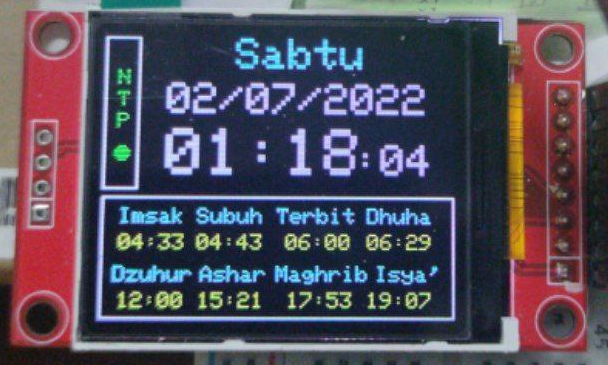 Sabtu
NTP
02/07/2022
01:18:04
Imsak Subuh Terbit Dhuha
04:33 04:43 06:00 06:29
Dzuhur Ashar Maghrib Isya'
12:00 15:21 17:53 19:07